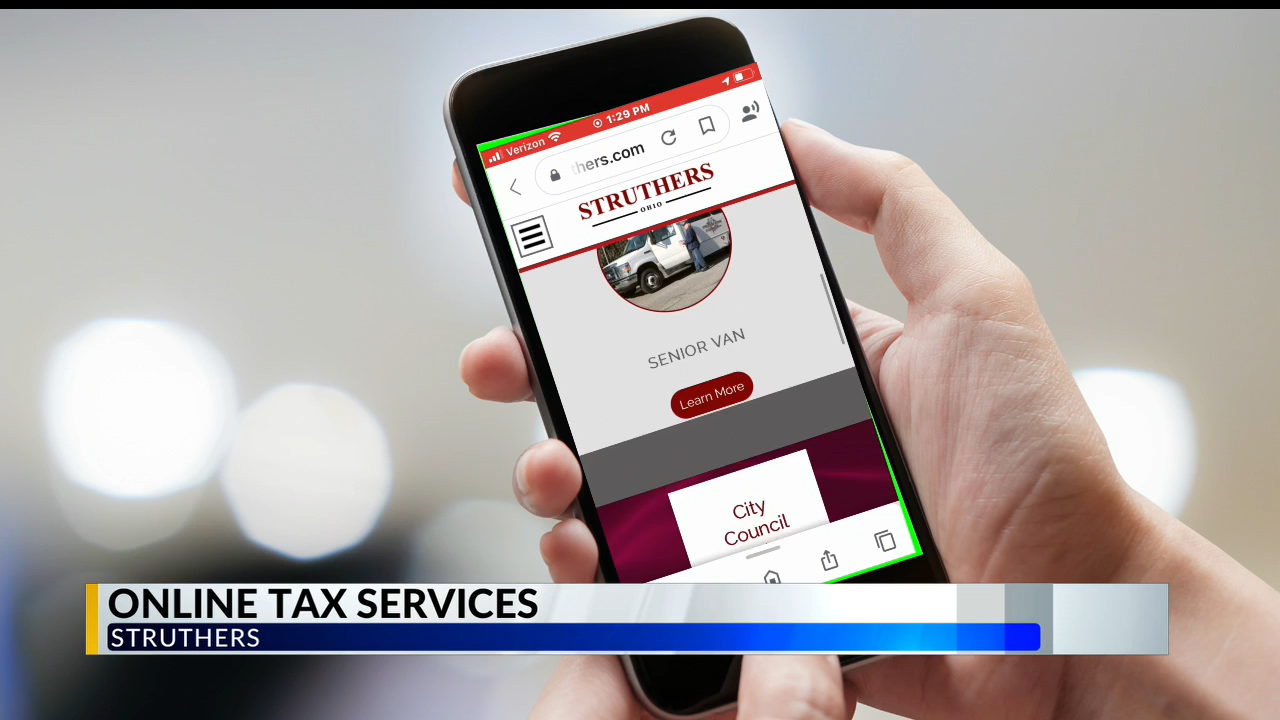 Verizon 1:29 PM
hers.com
STRUTHERS
OHIO
SENIOR VAN
Learn More
City
Council
ONLINE TAX SERVICES
STRUTHERS